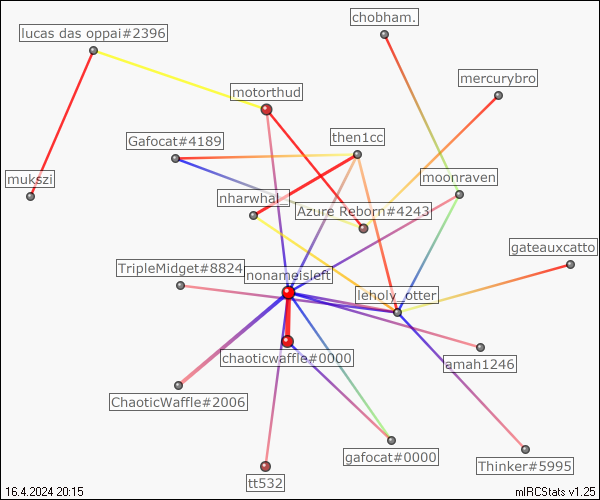 chobham.
lucas das oppai#2396
mercurybro
motorthud
then1cc
Gafocat#4189
moonraven
mukszi
nharwhal_
Azure Reborn#4243
gateauxcatto
TripleMidget#8824
nonameisleft
leholy_otter
chaoticwaffle#0000
amah1246
ChaoticWaffle#2006
gafocat#0000
Thinker#5995
tt532
16.4.2024 20:15
mIRCStats v1.25